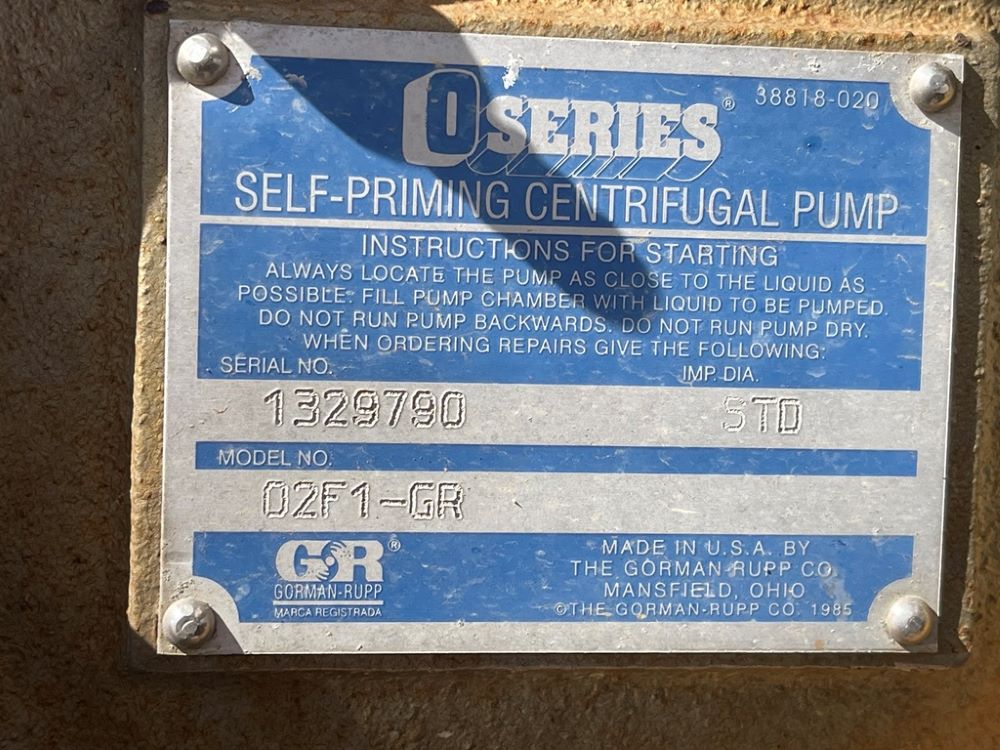 0 SERIES® 38818-020
SELF-PRIMING CENTRIFUGAL PUMP
INSTRUCTIONS FOR STARTING
ALWAYS LOCATE THE PUMP AS CLOSE TO THE LIQUID AS
POSSIBLE. FILL PUMP CHAMBER WITH LIQUID TO BE PUMPED.
DO NOT RUN PUMP BACKWARDS. DO NOT RUN PUMP DRY.
WHEN ORDERING REPAIRS GIVE THE FOLLOWING:
SERIAL NO. IMP. DIA.
1329790 STD
MODEL NO.
02F1-GR
GR®
GORMAN-RUPP
MARCA REGISTRADA
MADE IN U.S.A. BY
THE GORMAN-RUPP CO.
MANSFIELD, OHIO
©THE GORMAN-RUPP CO. 1985